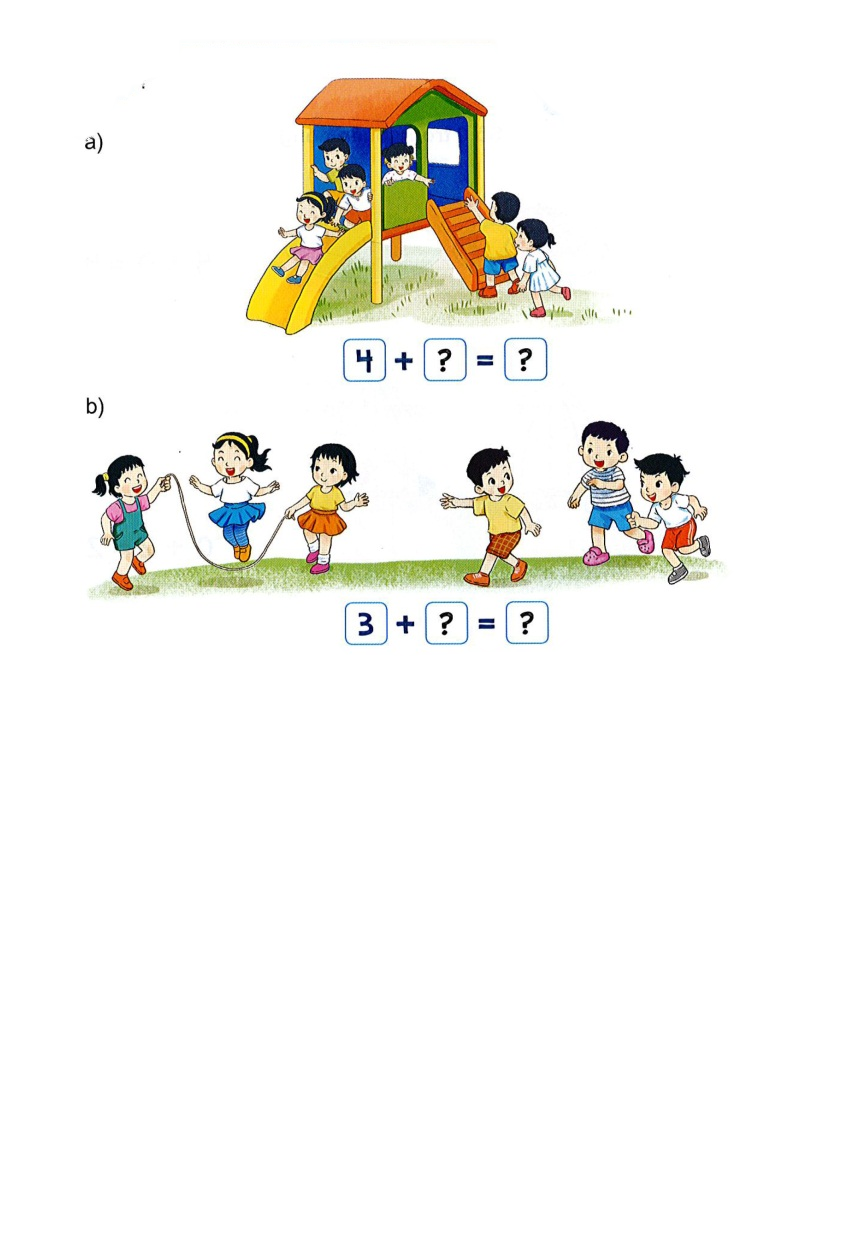 a)
4 + ? = ?
b)
3 + ? = ?